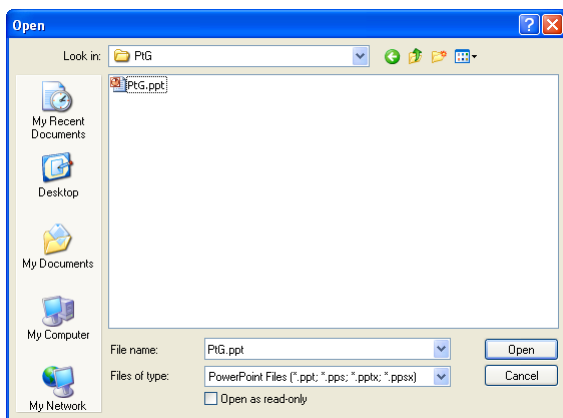 Open
Look in: PtG
PtG.ppt
My Recent
Documents
Desktop
My Documents
My Computer
My Network
File name: PtG.ppt Open
Files of type: PowerPoint Files (*.ppt; *.pps; *.pptx; *.ppsx) Cancel
Open as read-only